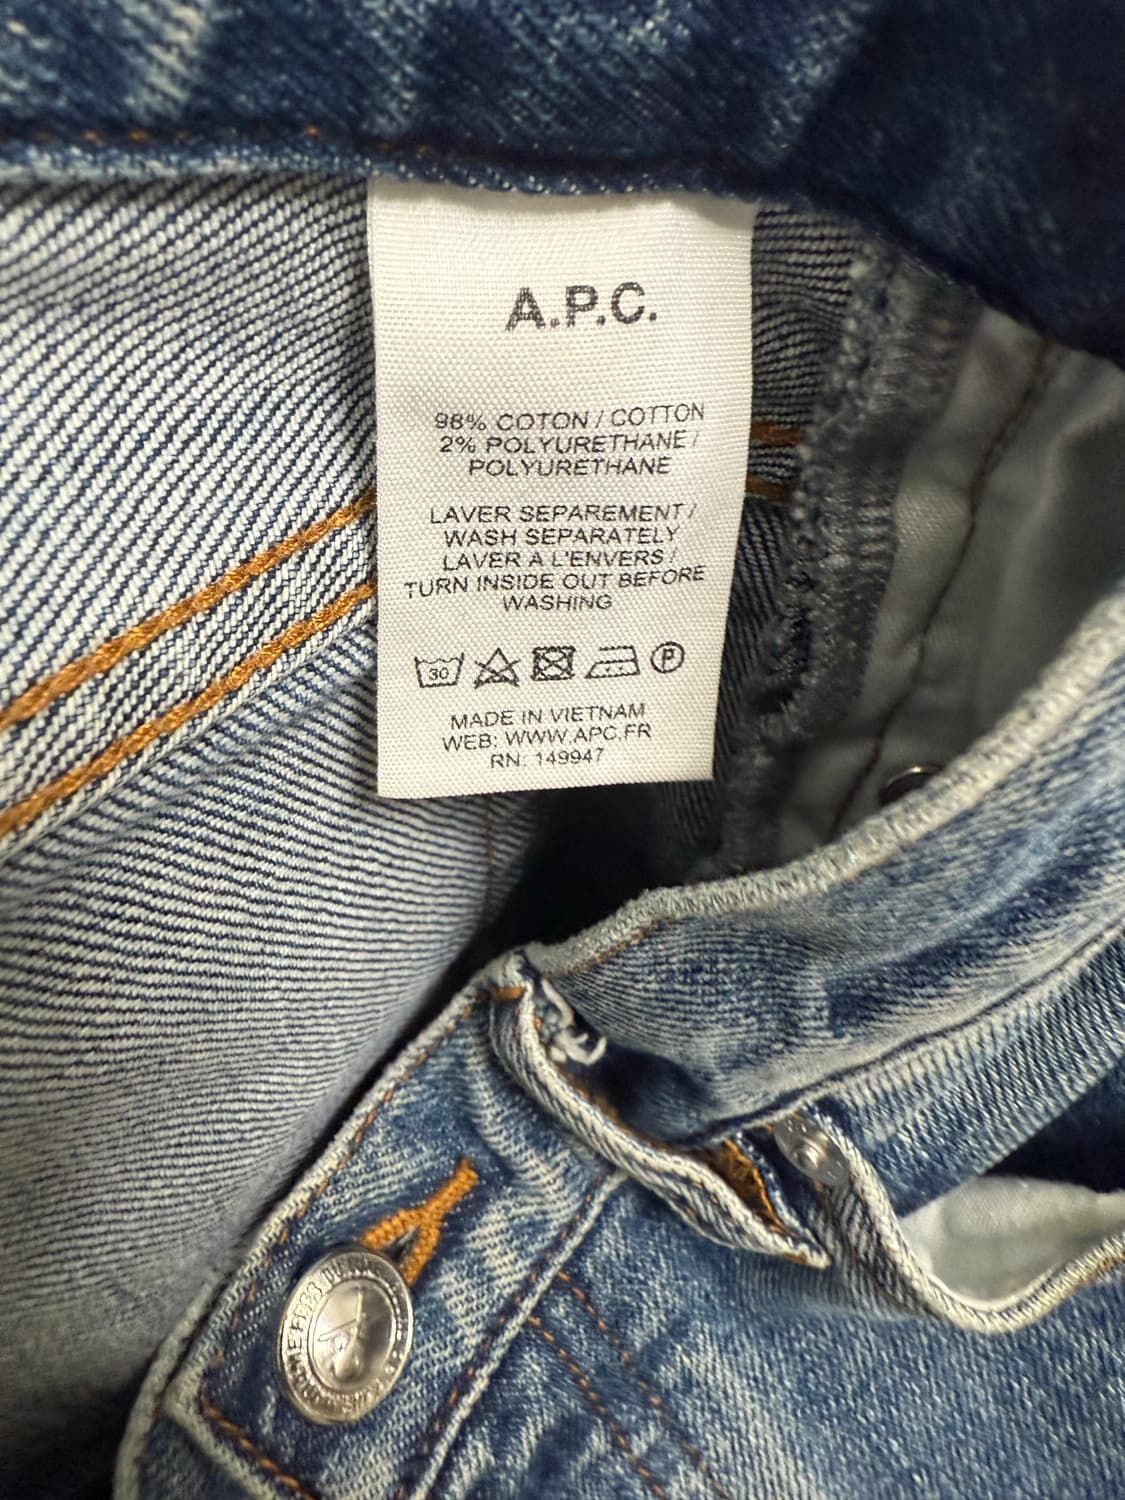 A.P.C.
98% COTON / COTTON
2% POLYURETHANE /
POLYURETHANE
LAVER SEPAREMENT /
WASH SEPARATELY
LAVER A L'ENVERS /
TURN INSIDE OUT BEFORE
WASHING
30 P
MADE IN VIETNAM
WEB: WWW.APC.FR
RN: 149947